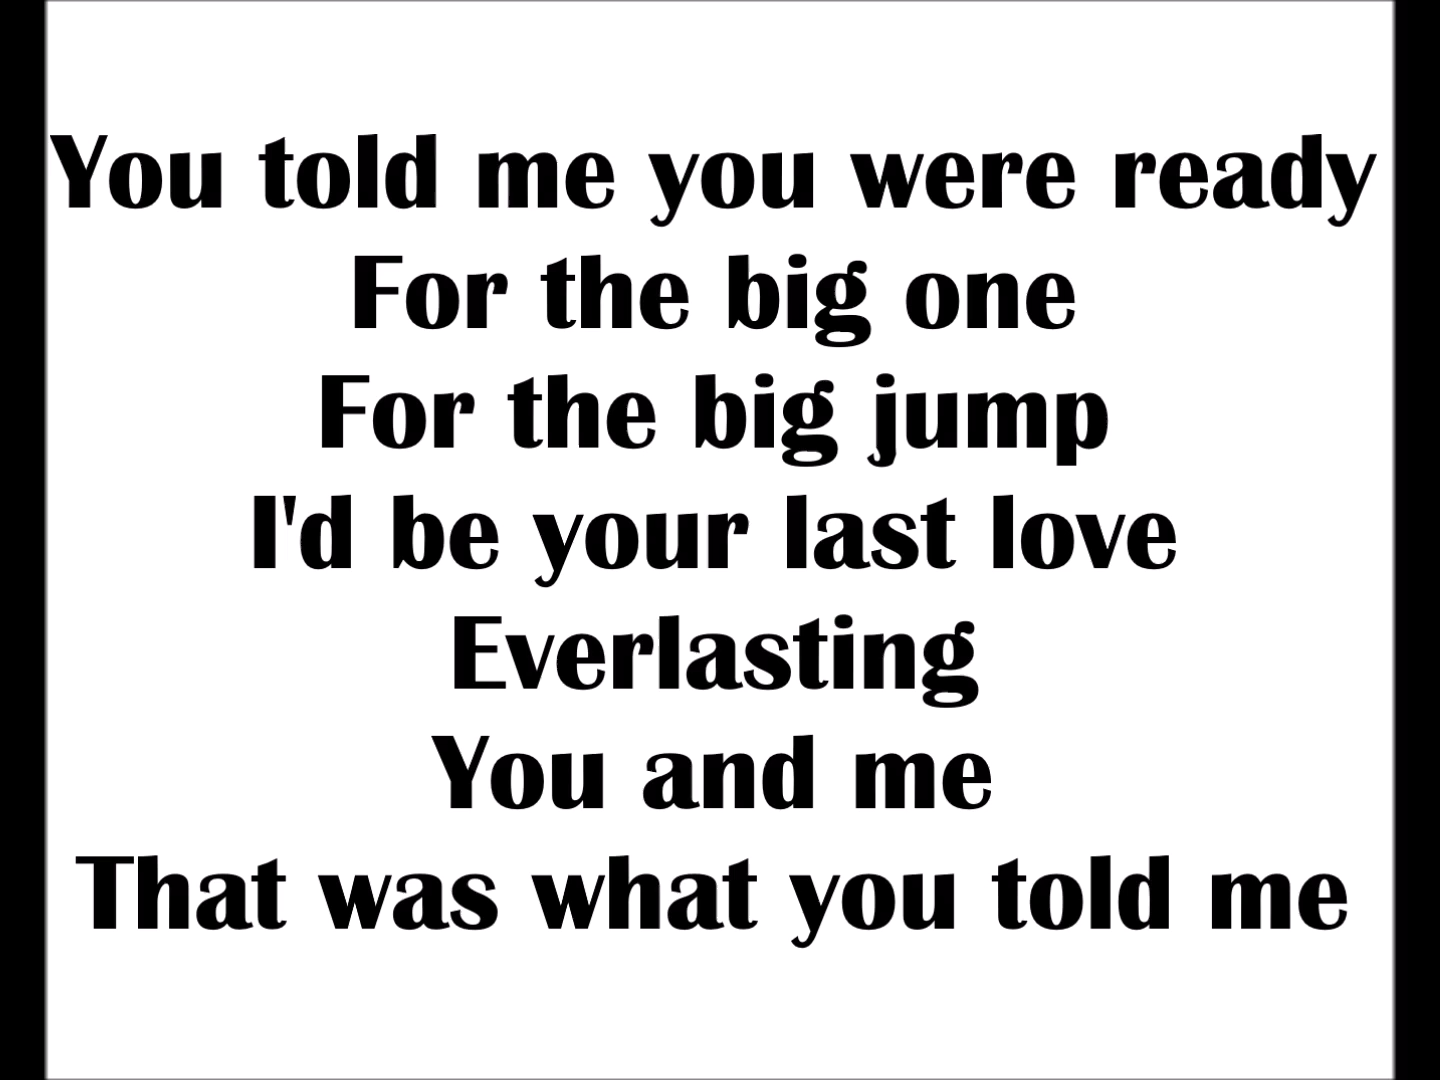 You told me you were ready
For the big one
For the big jump
I'd be your last love
Everlasting
You and me
That was what you told me